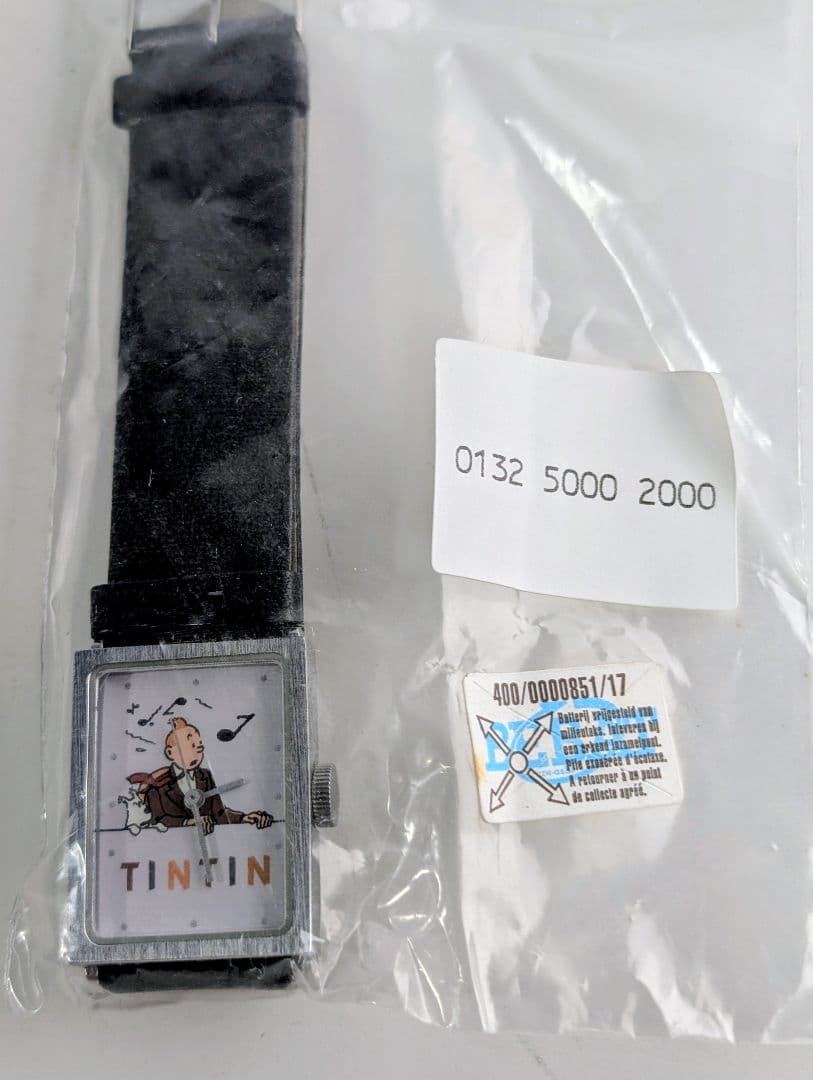 0132 5000 2000
400/0000851/17
Batterij vrijgesteld van
milieutaks. Inleveren bij
een erkend inzamelpunt.
Pile exonérée d'écotaxe.
A retourner à un point
de collecte agréé.
TINTIN